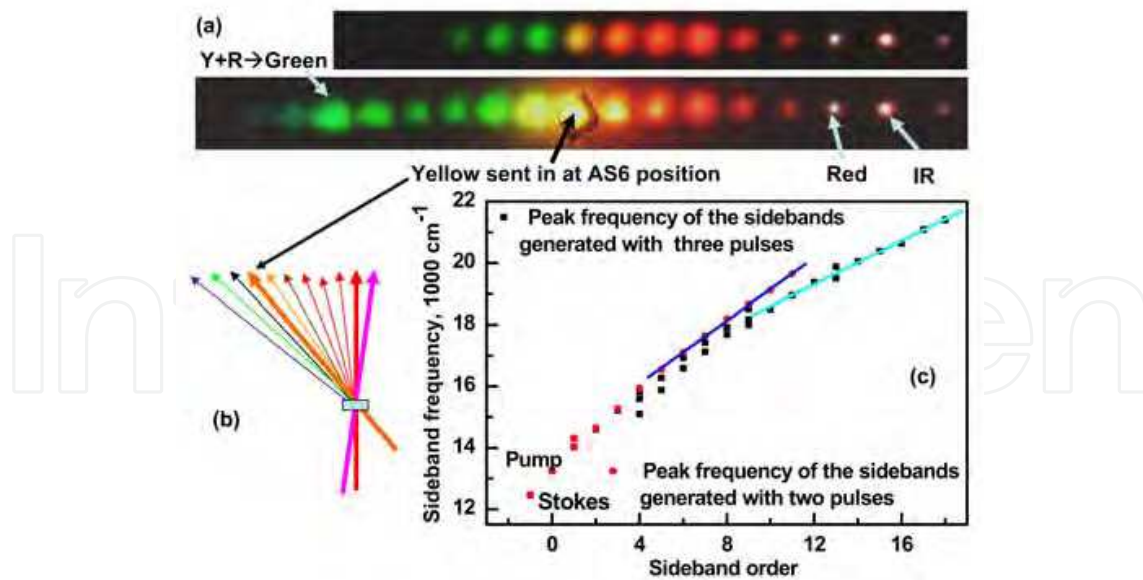 (a)
Y+R→Green
Yellow sent in at AS6 position
Red
IR
(b)
Sideband frequency, 1000 cm-1
22
20
18
16
14
12
Peak frequency of the sidebands
generated with three pulses
(c)
Pump
Stokes
Peak frequency of the sidebands
generated with two pulses
0
4
8
12
16
Sideband order